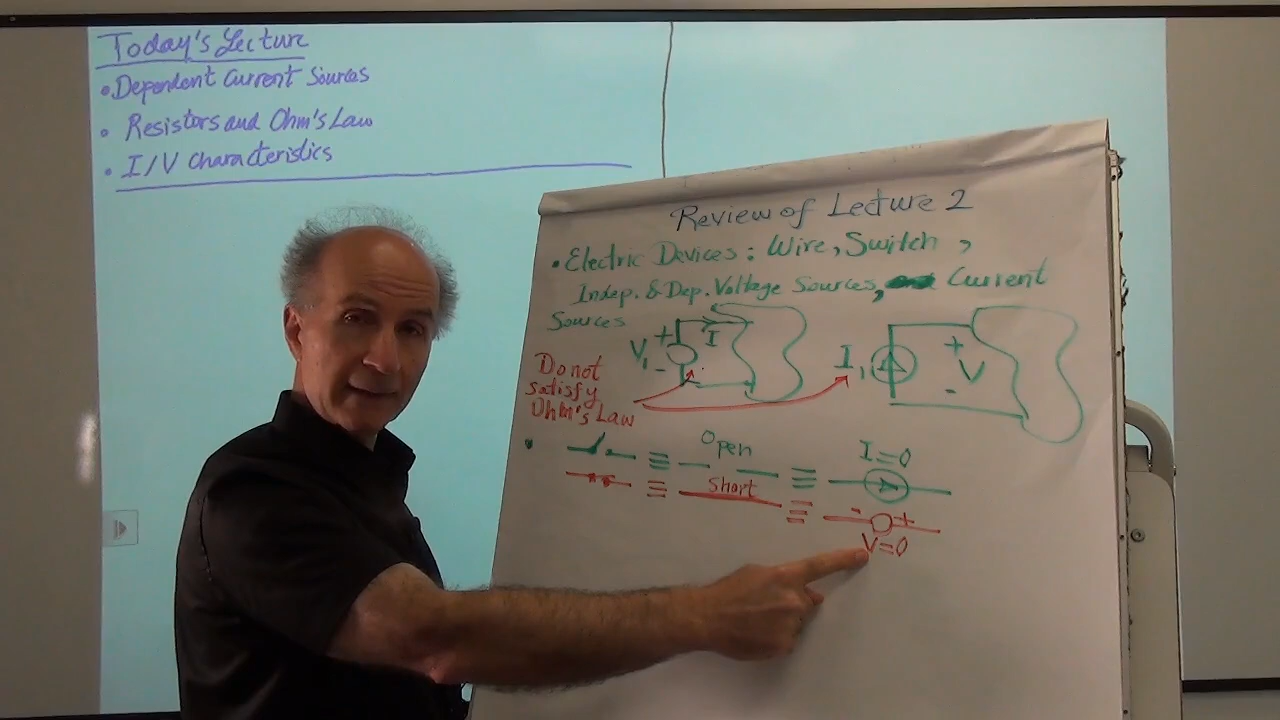 Today's Lecture
• Dependent Current Sources
• Resistors and Ohm's Law
• I/V Characteristics
Review of Lecture 2
• Electric Devices: Wire, Switch,
Indep. & Dep. Voltage Sources, Current
Sources
+ I
V1
-
I1
+
V
-
Do not
satisfy
Ohm's Law
• ≡ Open ≡ I=0
≡ Short ≡ - +
V=0